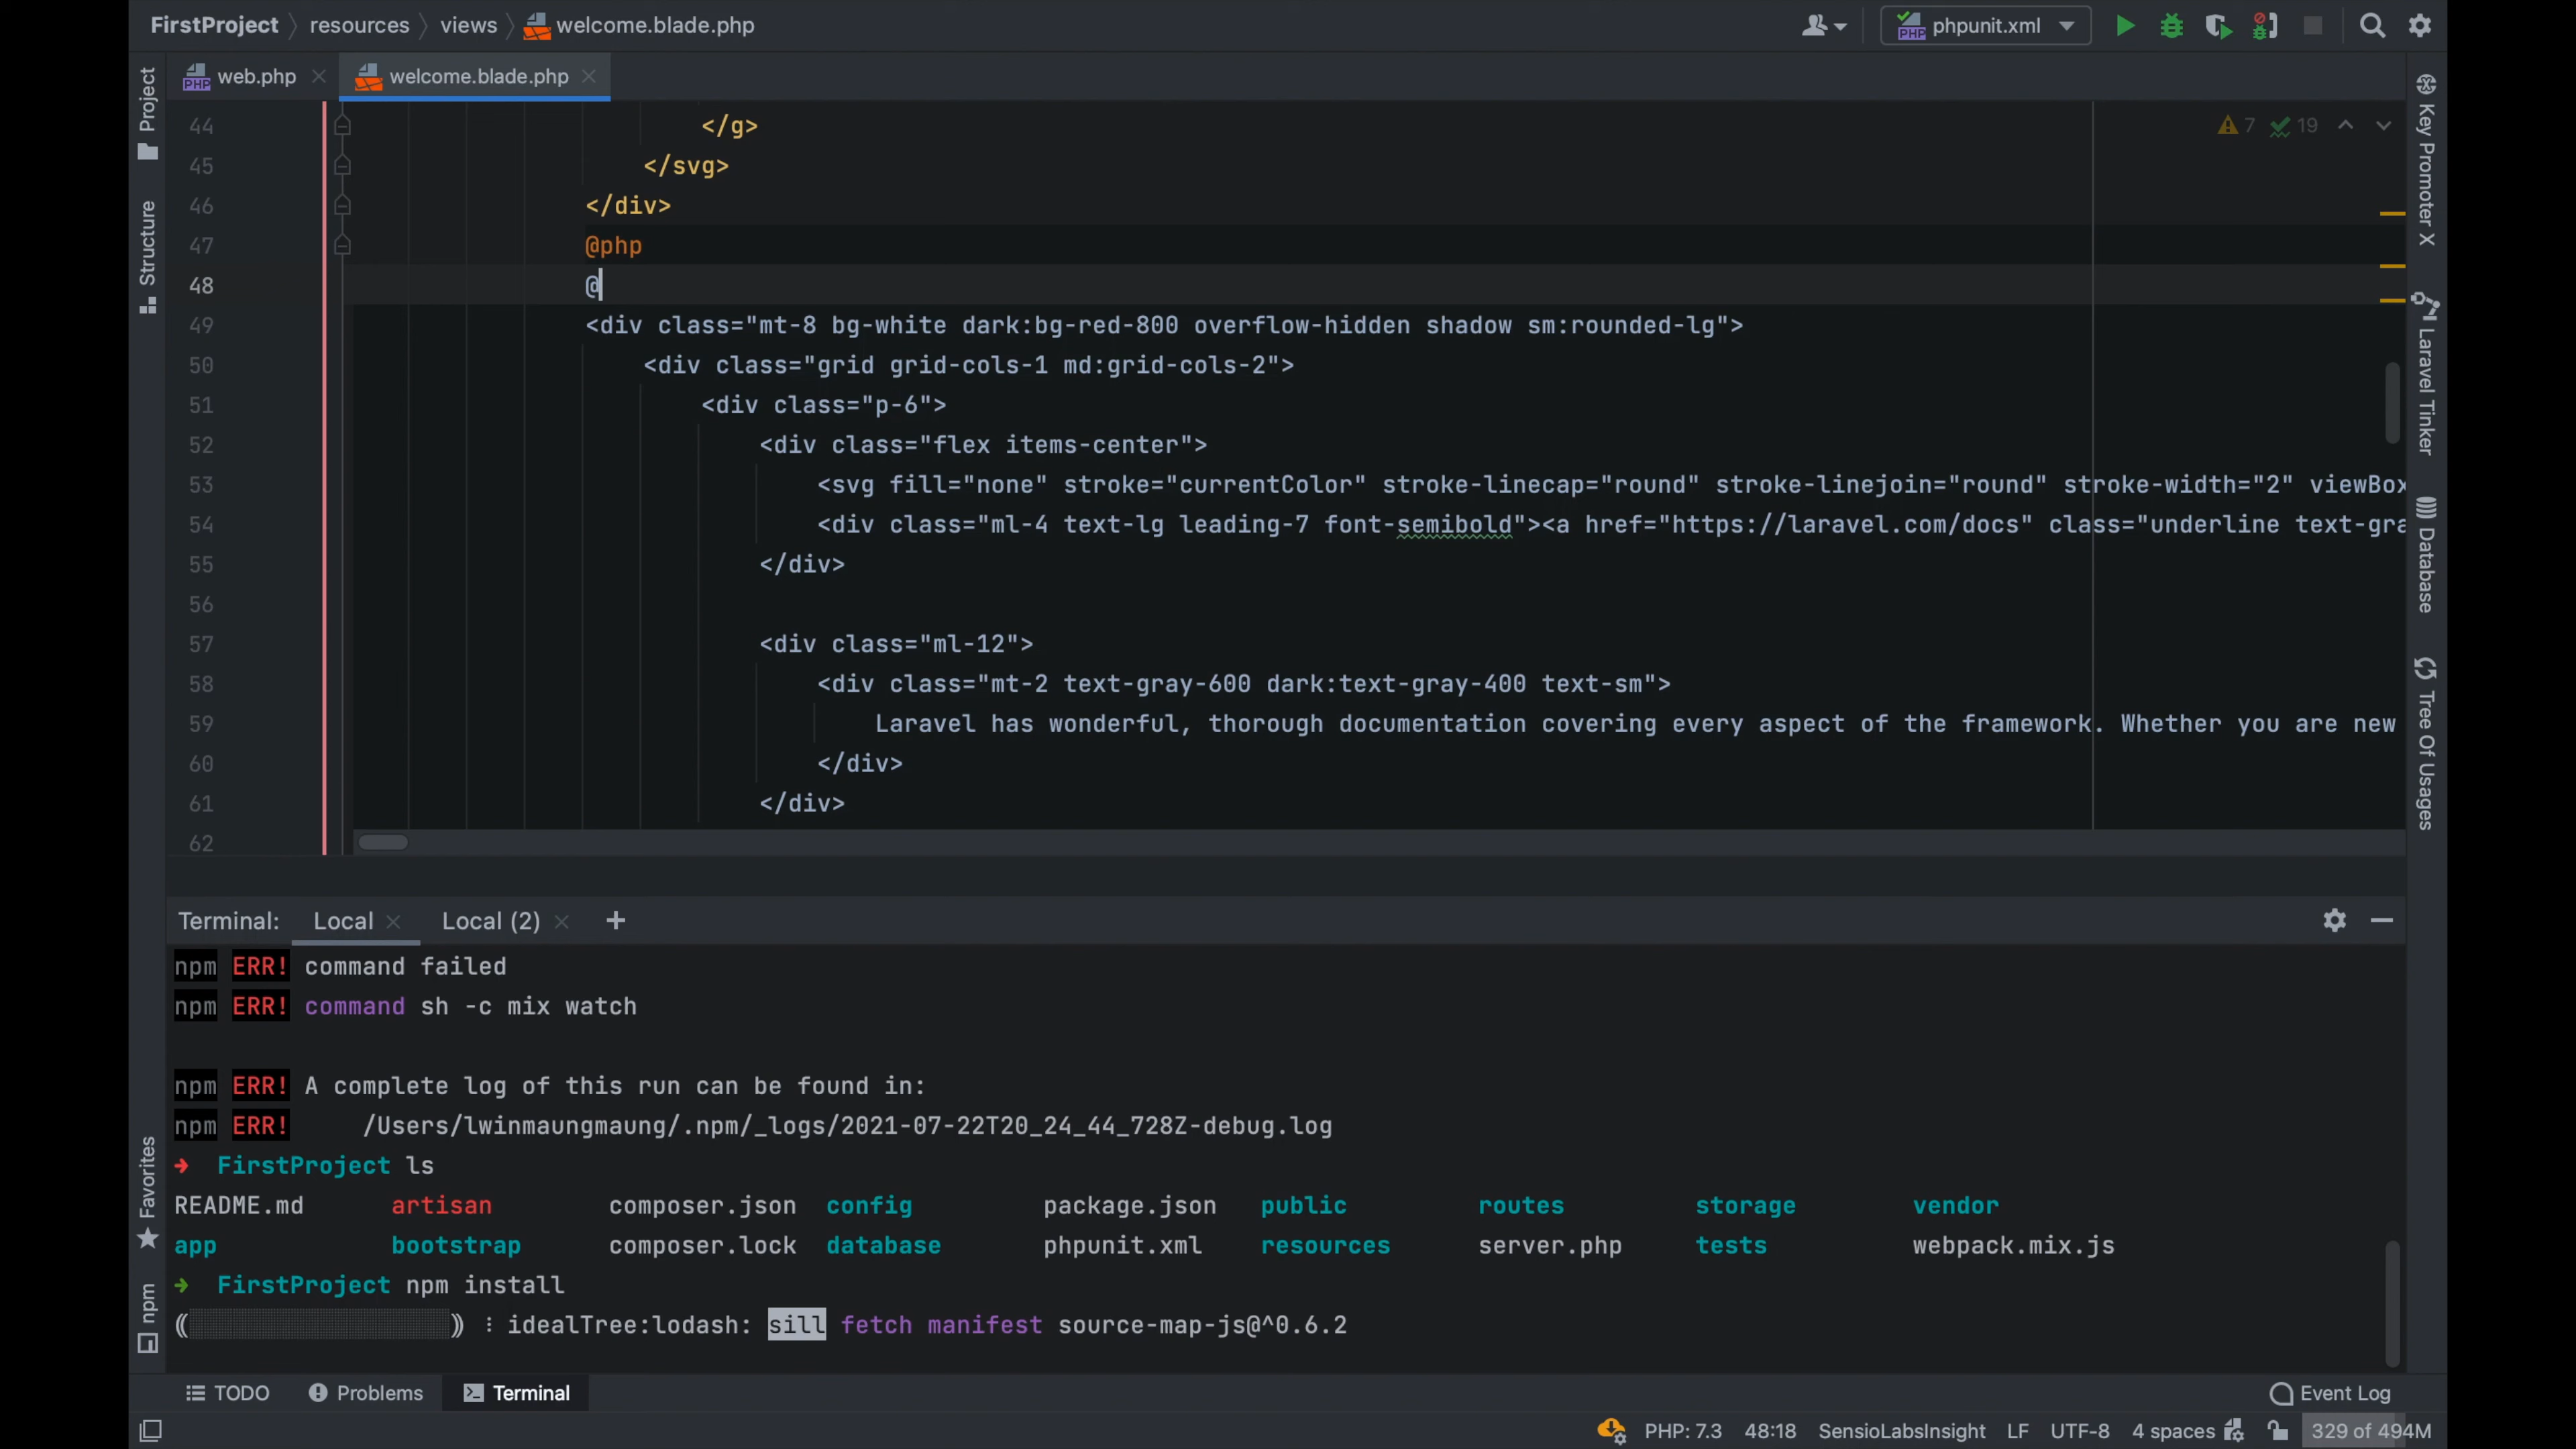 FirstProject resources views welcome.blade.php phpunit.xml
web.php welcome.blade.php
Project
Structure
Favorites
npm
44 </g>
45 </svg>
46 </div>
47 @php
48 @
49 <div class="mt-8 bg-white dark:bg-red-800 overflow-hidden shadow sm:rounded-lg">
50 <div class="grid grid-cols-1 md:grid-cols-2">
51 <div class="p-6">
52 <div class="flex items-center">
53 <svg fill="none" stroke="currentColor" stroke-linecap="round" stroke-linejoin="round" stroke-width="2" viewBox
54 <div class="ml-4 text-lg leading-7 font-semibold"><a href="https://laravel.com/docs" class="underline text-gra
55 </div>
56
57 <div class="ml-12">
58 <div class="mt-2 text-gray-600 dark:text-gray-400 text-sm">
59 Laravel has wonderful, thorough documentation covering every aspect of the framework. Whether you are new
60 </div>
61 </div>
62
7 19
Key Promoter X
Laravel Tinker
Database
Tree Of Usages
Terminal: Local Local (2)
npm ERR! command failed
npm ERR! command sh -c mix watch
npm ERR! A complete log of this run can be found in:
npm ERR! /Users/lwinmaungmaung/.npm/_logs/2021-07-22T20_24_44_728Z-debug.log
➜ FirstProject ls
README.md artisan composer.json config package.json public routes storage vendor
app bootstrap composer.lock database phpunit.xml resources server.php tests webpack.mix.js
➜ FirstProject npm install
(░░░░░░░░░░░░░░░░░░) ⠸ idealTree:lodash: sill fetch manifest source-map-js@^0.6.2
TODO Problems Terminal Event Log
PHP: 7.3 48:18 SensioLabsInsight LF UTF-8 4 spaces 329 of 494M